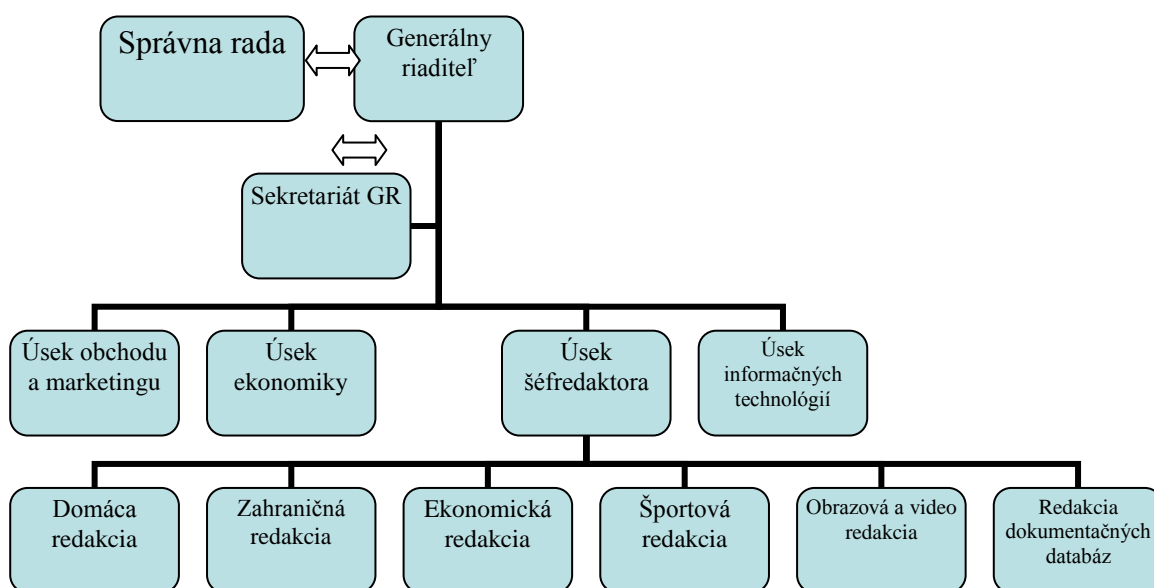 Správna rada
Generálny
riaditeľ
Sekretariát GR
Úsek obchodu
a marketingu
Úsek
ekonomiky
Úsek
šéfredaktora
Úsek
informačných
technológií
Domáca
redakcia
Zahraničná
redakcia
Ekonomická
redakcia
Športová
redakcia
Obrazová a video
redakcia
Redakcia
dokumentačných
databáz